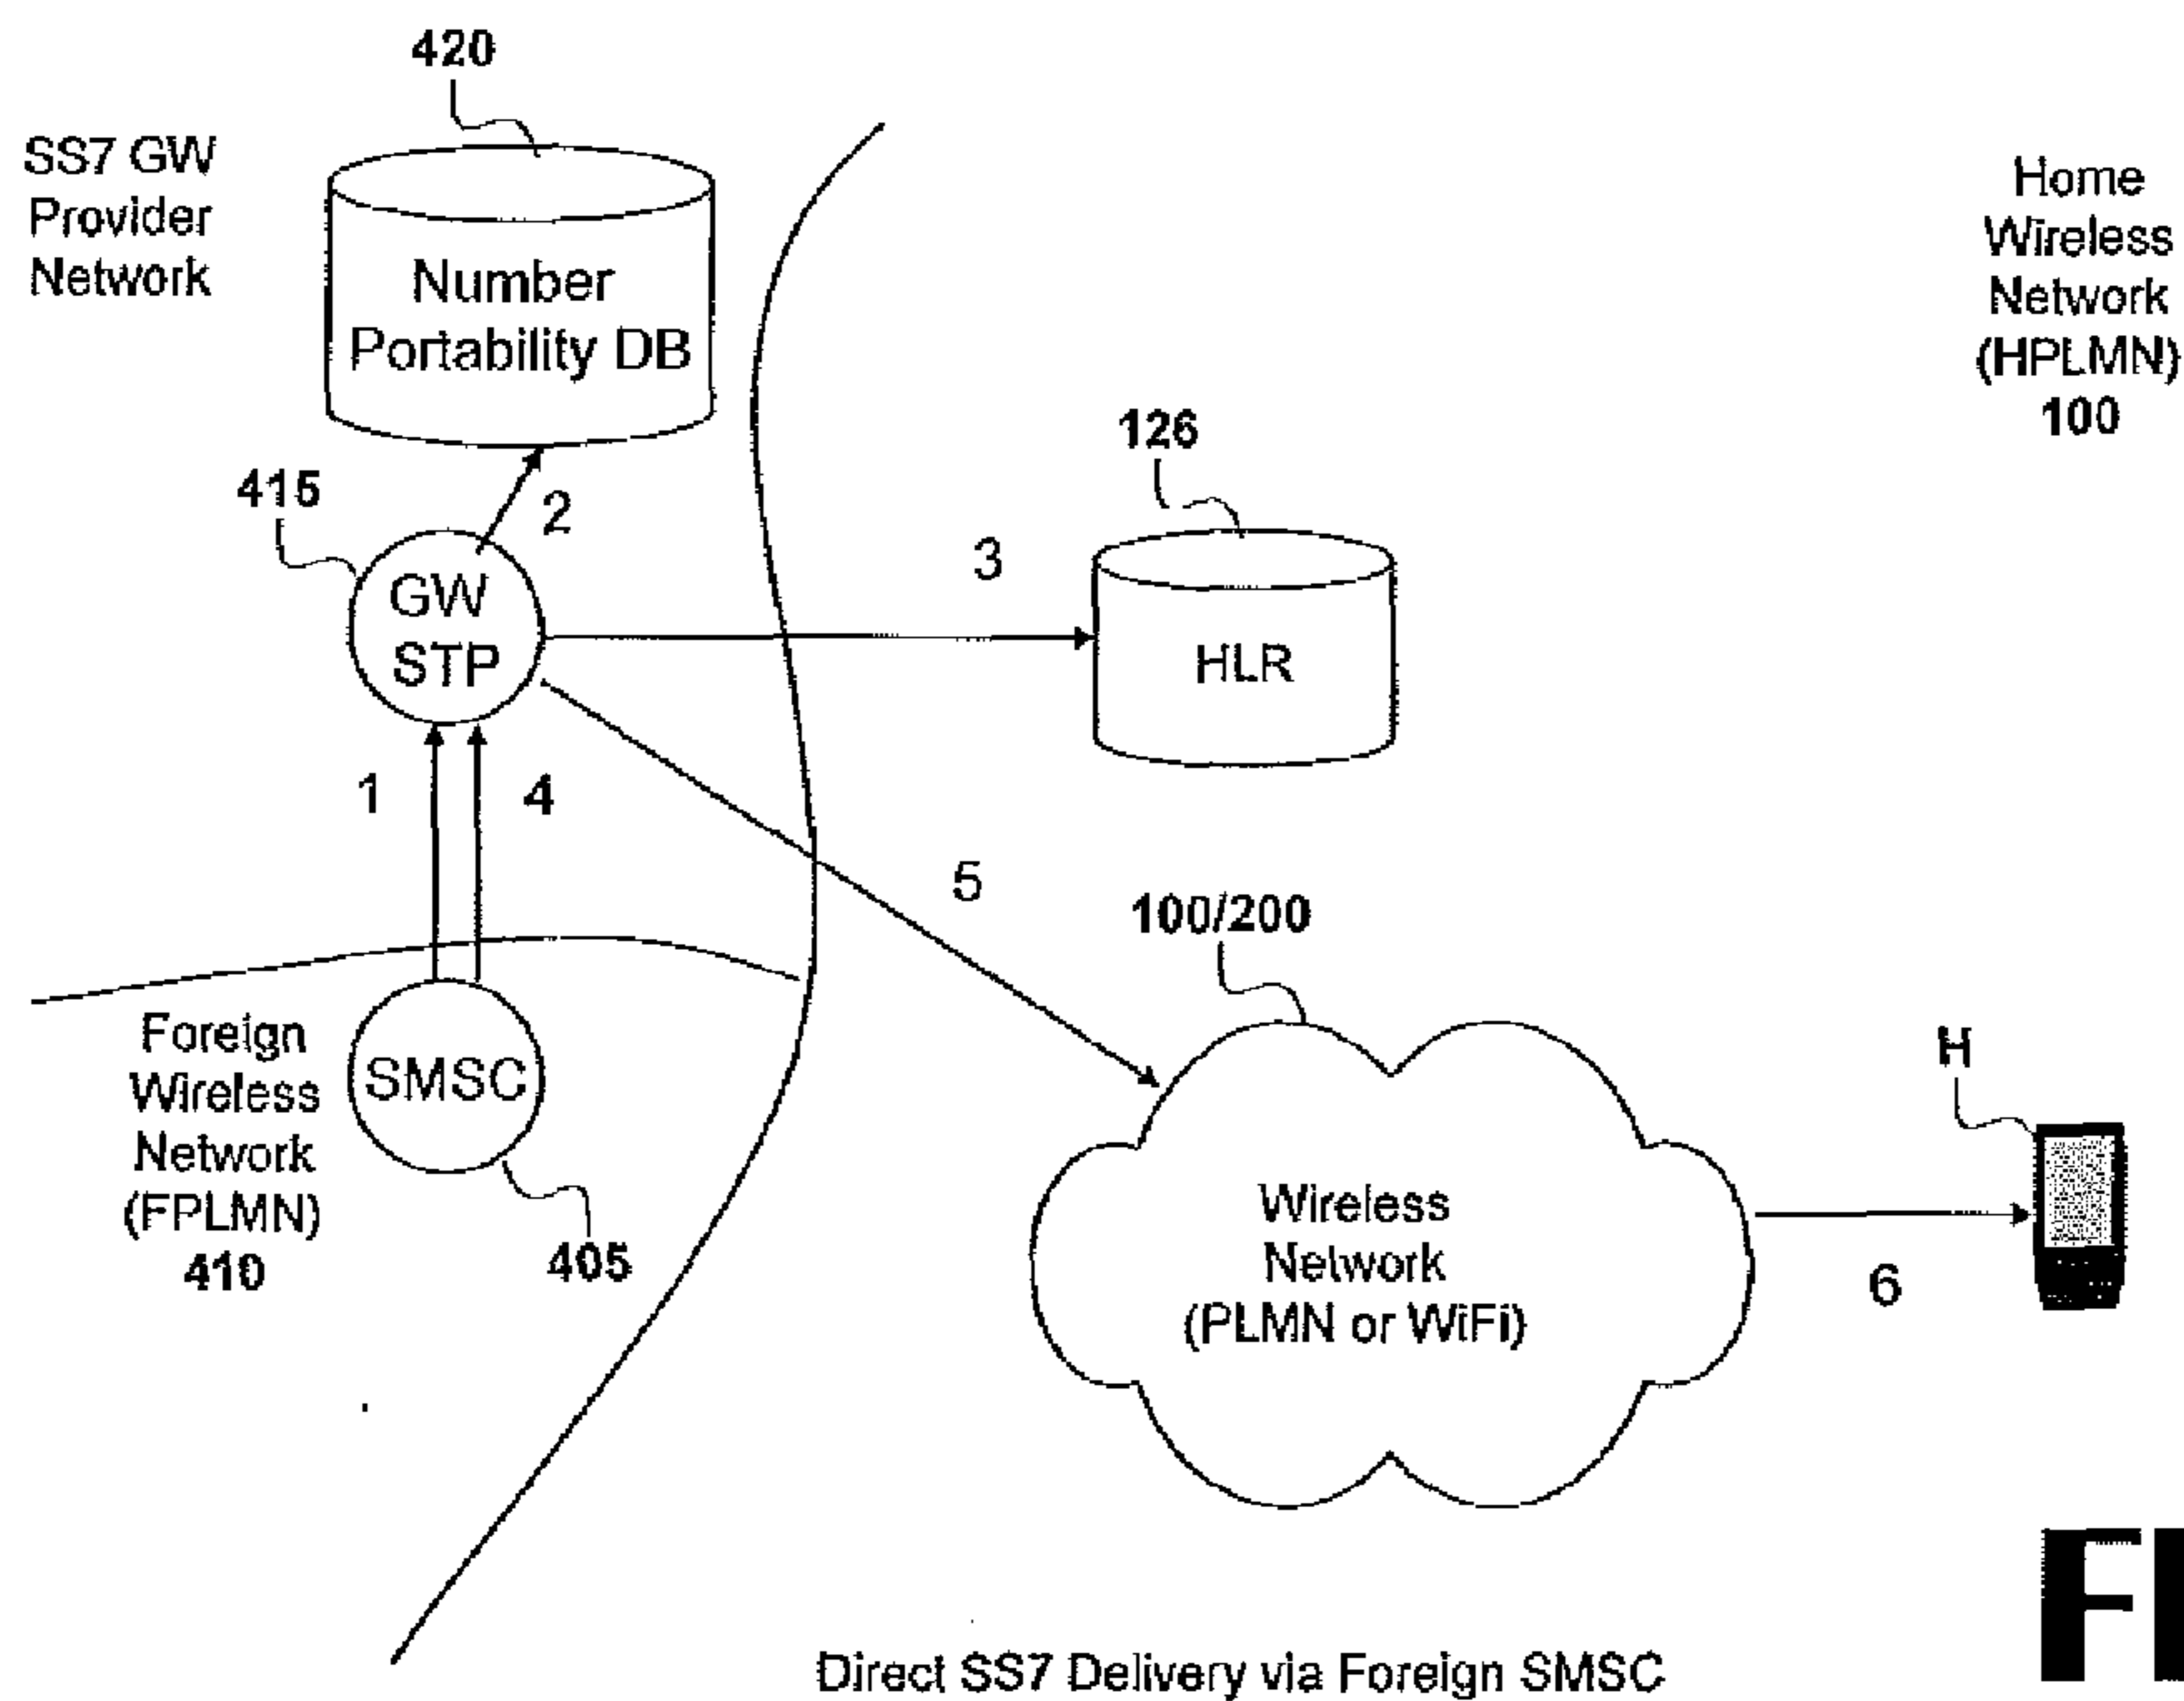 420
SS7 GW
Provider
Network
Number
Portability DB
Home
Wireless
Network
(HPLMN)
100
126
415
2
GW
STP
3
HLR
1
4
5
100/200
Foreign
Wireless
Network
(FPLMN)
410
SMSC
405
H
Wireless
Network
(PLMN or WiFi)
6
Direct SS7 Delivery via Foreign SMSC